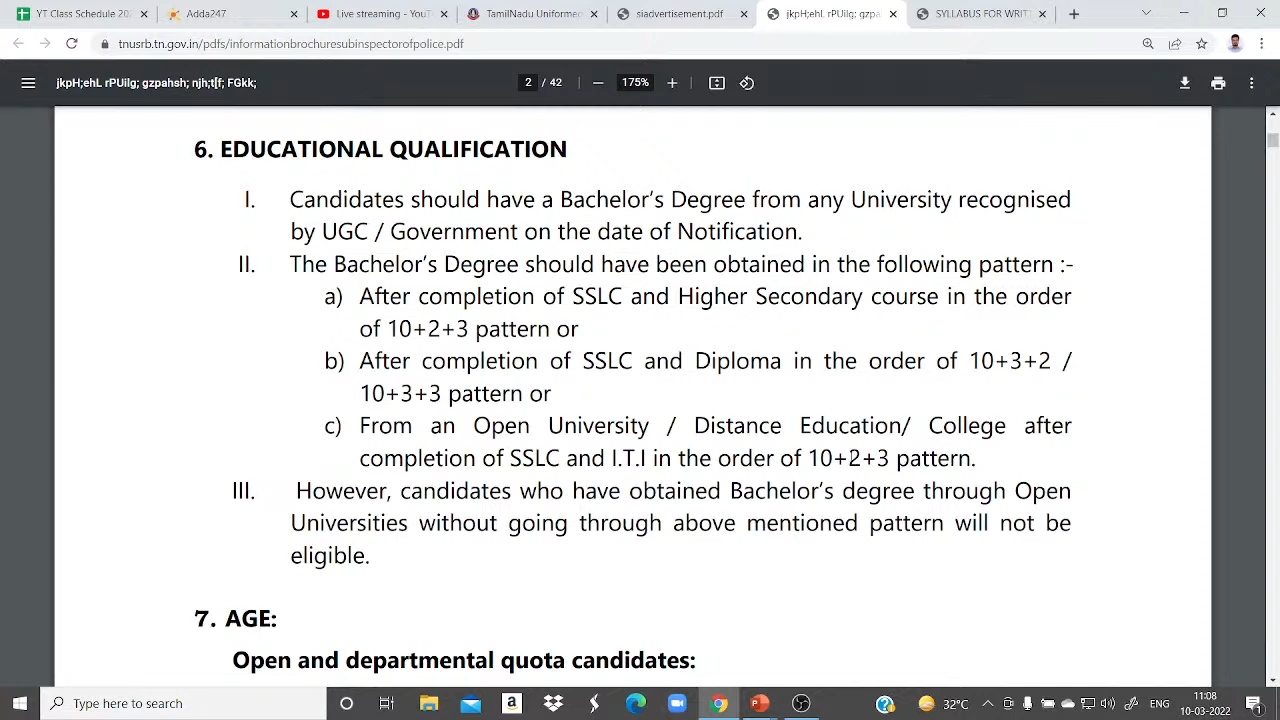 YT Class Schedule 202
Adda247
Live streaming - YouT
TamilNadu Uniformed
siadvertisement.pdf
jkpH;ehL rPUilg; gzpa
SYLLABUS FOR WRIT
tnusrb.tn.gov.in/pdfs/informationbrochuresubinspectorofpolice.pdf
jkpH;ehL rPUilg; gzpahsh; njh;t[f; FGkk;
2 / 42
175%
6. EDUCATIONAL QUALIFICATION
I. Candidates should have a Bachelor’s Degree from any University recognised
by UGC / Government on the date of Notification.
II. The Bachelor’s Degree should have been obtained in the following pattern :-
a) After completion of SSLC and Higher Secondary course in the order
of 10+2+3 pattern or
b) After completion of SSLC and Diploma in the order of 10+3+2 /
10+3+3 pattern or
c) From an Open University / Distance Education/ College after
completion of SSLC and I.T.I in the order of 10+2+3 pattern.
III. However, candidates who have obtained Bachelor’s degree through Open
Universities without going through above mentioned pattern will not be
eligible.
7. AGE:
Open and departmental quota candidates:
Type here to search
32°C
ENG
11:08
10-03-2022